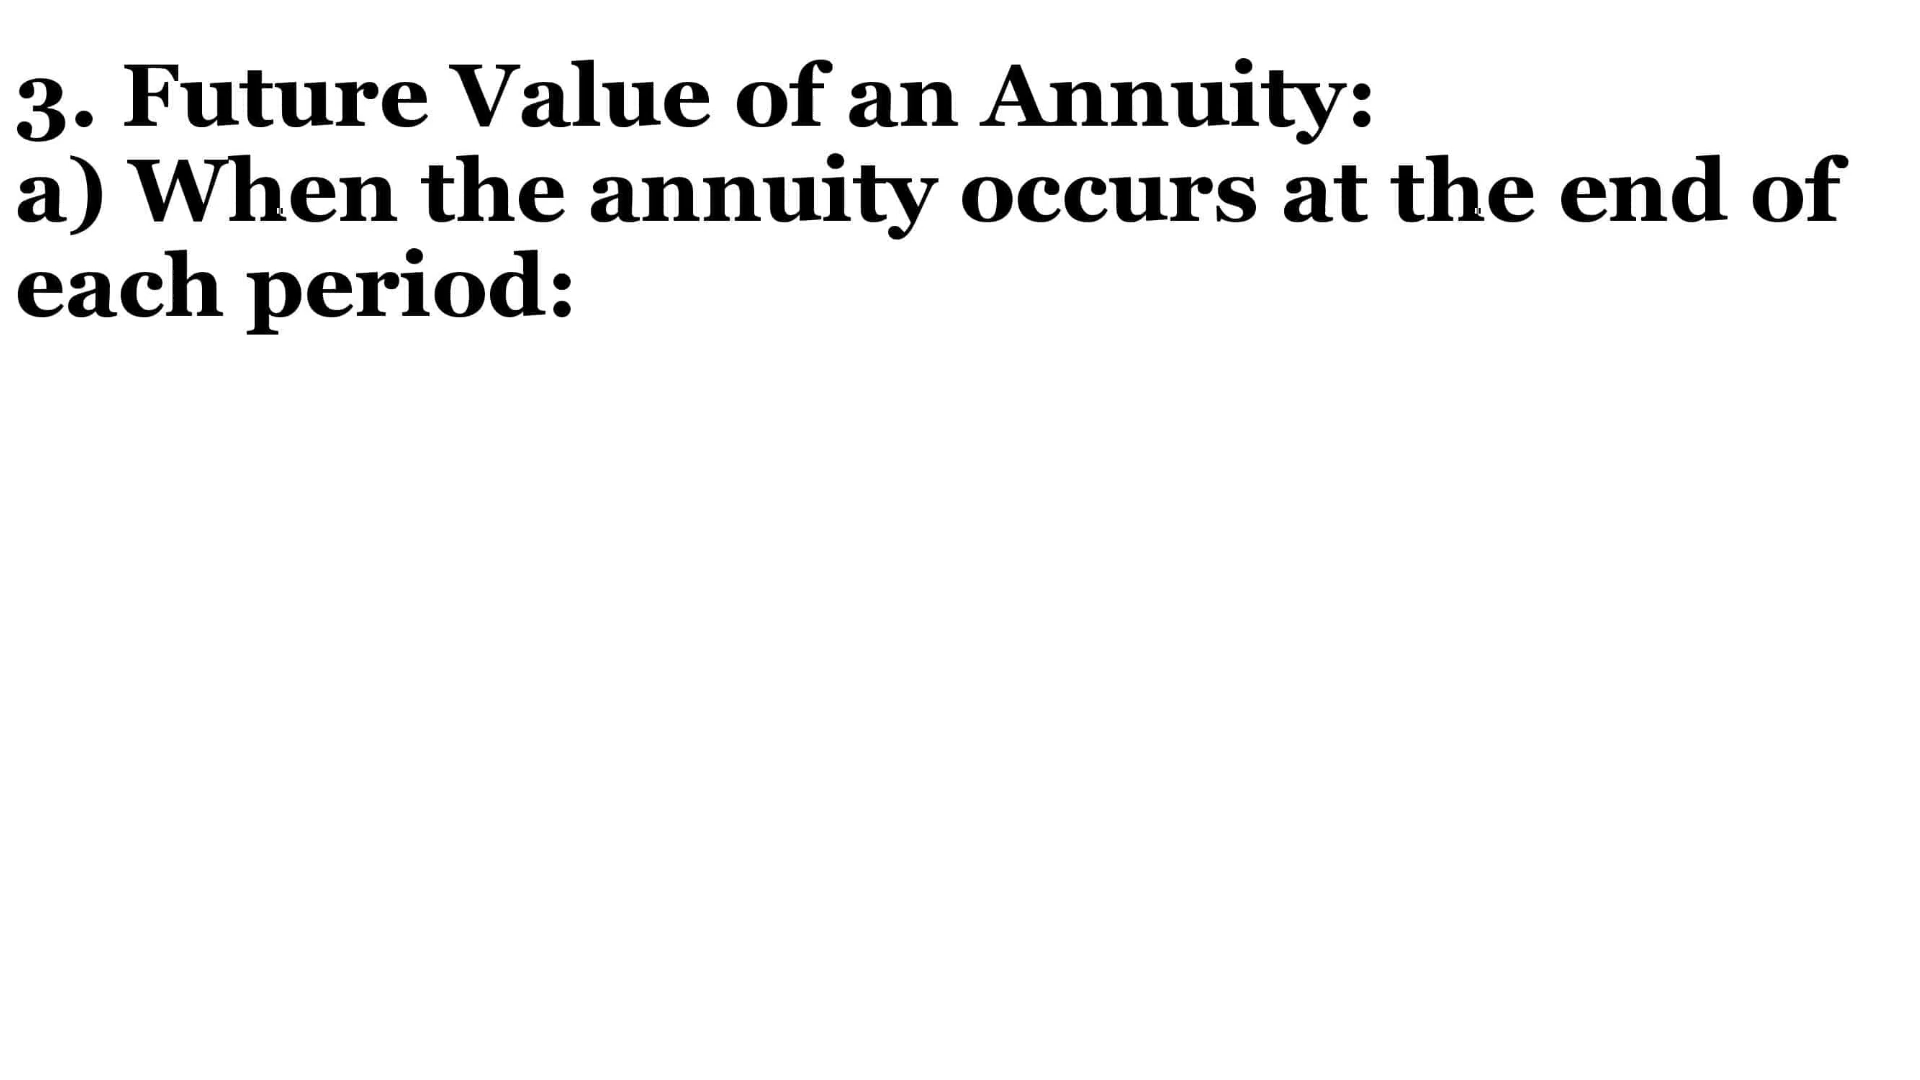 3. Future Value of an Annuity:
a) When the annuity occurs at the end of
each period: